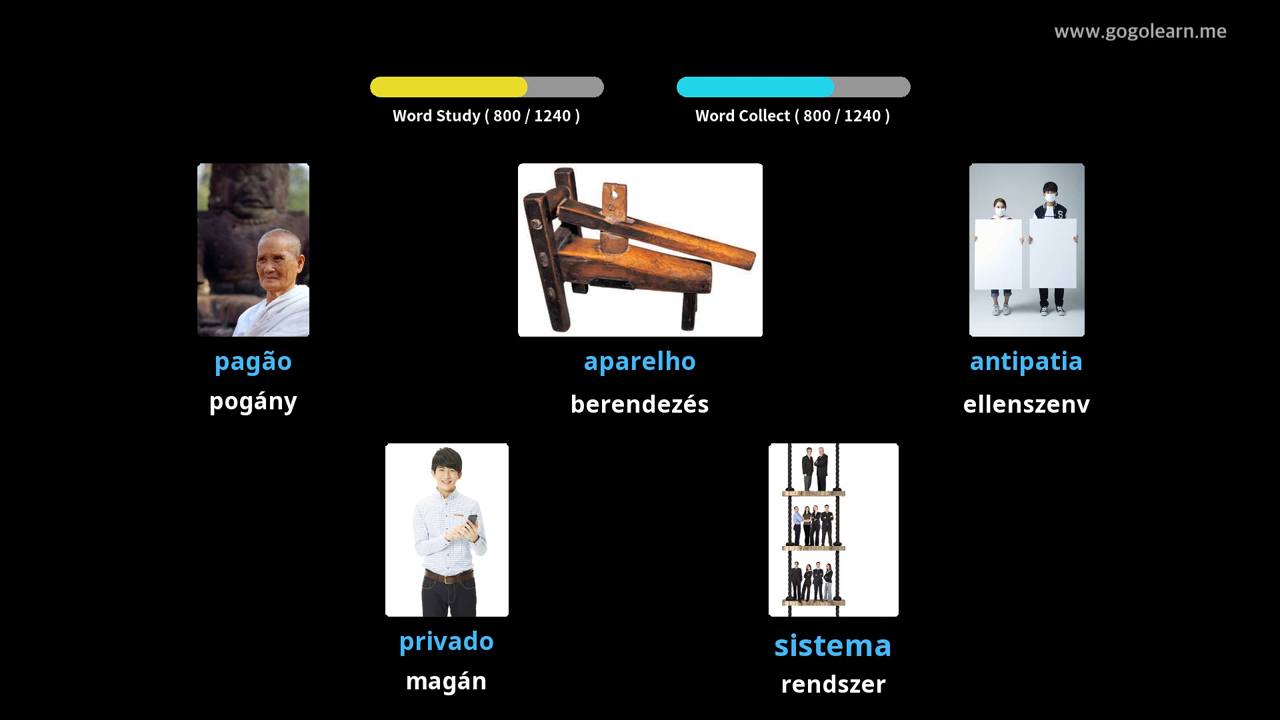 www.gogolearn.me
Word Study ( 800 / 1240 )
Word Collect ( 800 / 1240 )
pagão
pogány
aparelho
berendezés
antipatia
ellenszenv
privado
magán
sistema
rendszer